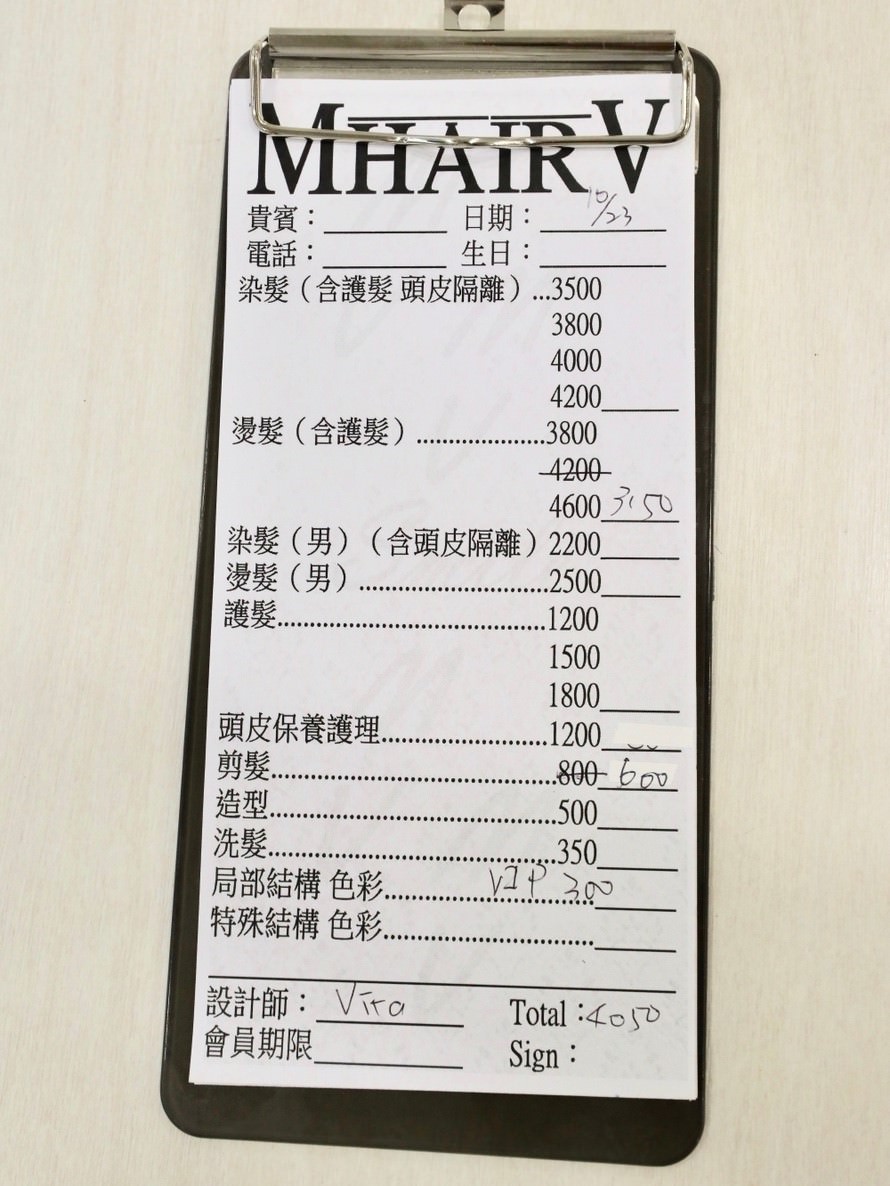 MHAIRV
貴賓：　日期：10/23
電話：　生日：
染髮（含護髮 頭皮隔離）...3500
3800
4000
4200
燙髮（含護髮）......................3800
4200
4600 3150
染髮（男）（含頭皮隔離）2200
燙髮（男）................................2500
護髮..............................................1200
1500
1800
頭皮保養護理............................1200
剪髮................................................800 600
造型................................................500
洗髮................................................350
局部結構 色彩.................................... VIP 300
特殊結構 色彩....................................
設計師：Vira　Total：4050
會員期限　Sign：